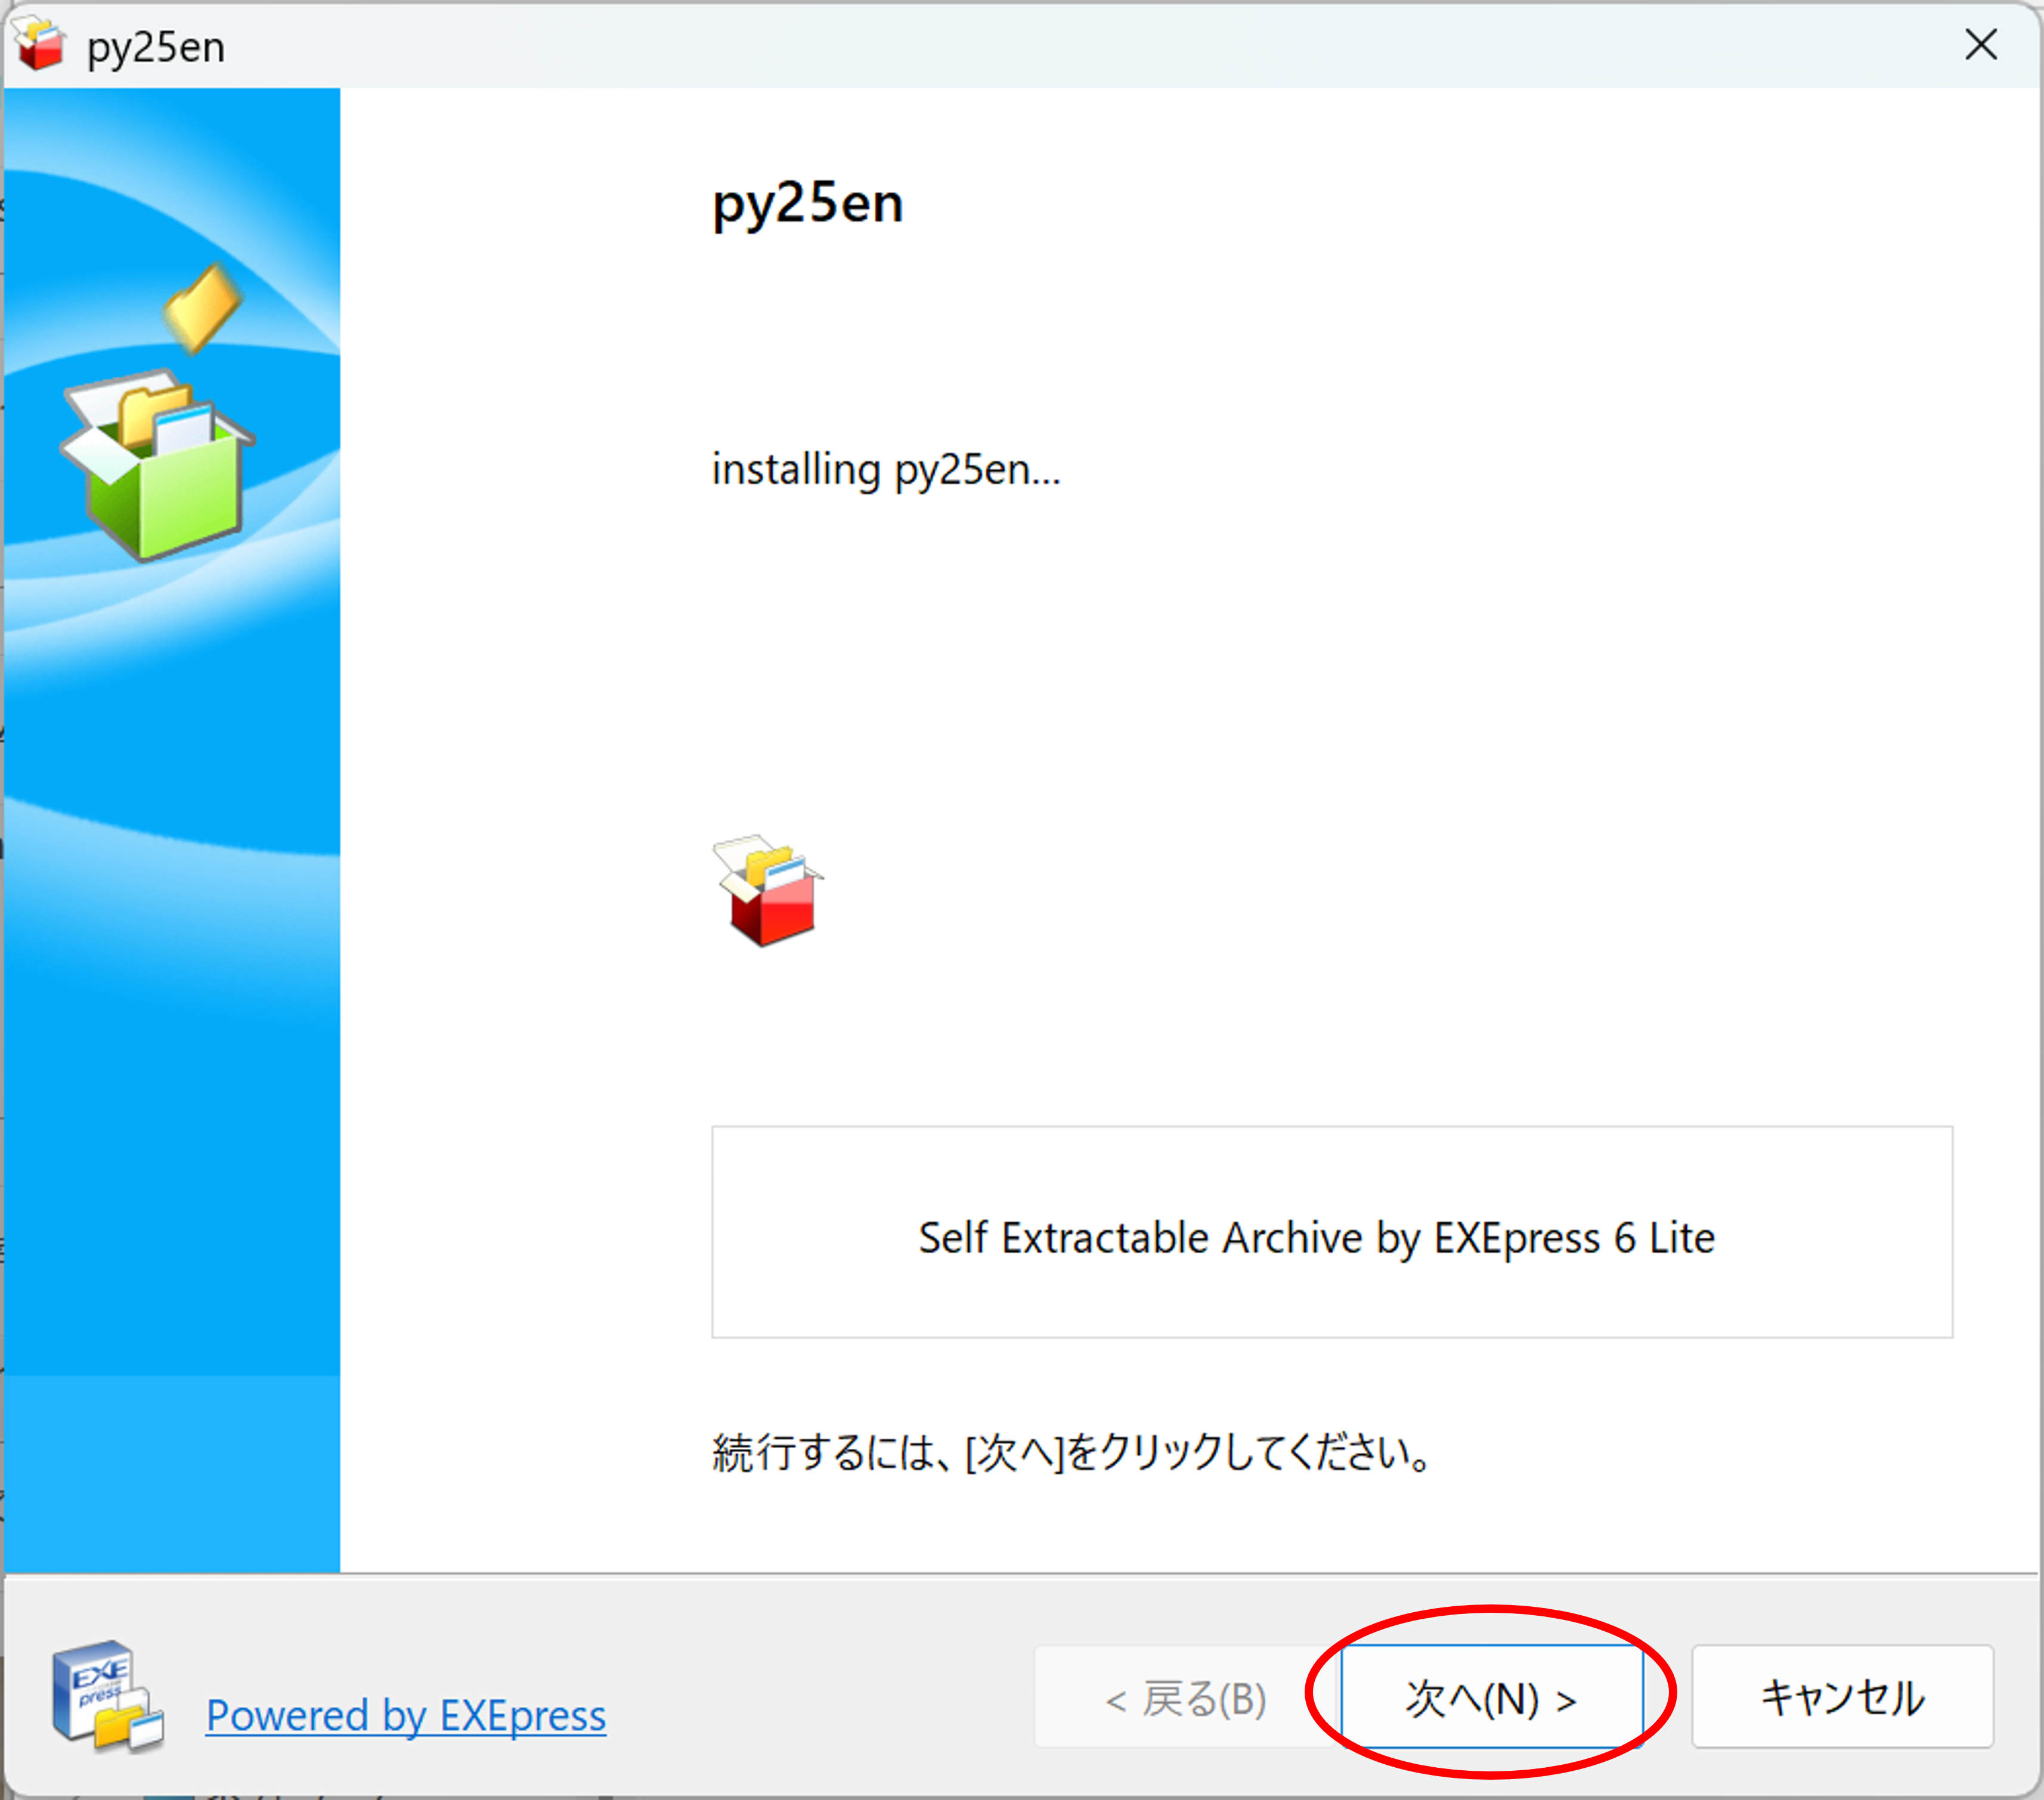 py25en
py25en
installing py25en...
Self Extractable Archive by EXEpress 6 Lite
続行するには、[次へ]をクリックしてください。
EXE
press
Powered by EXEpress
< 戻る(B)
次へ(N) >
キャンセル